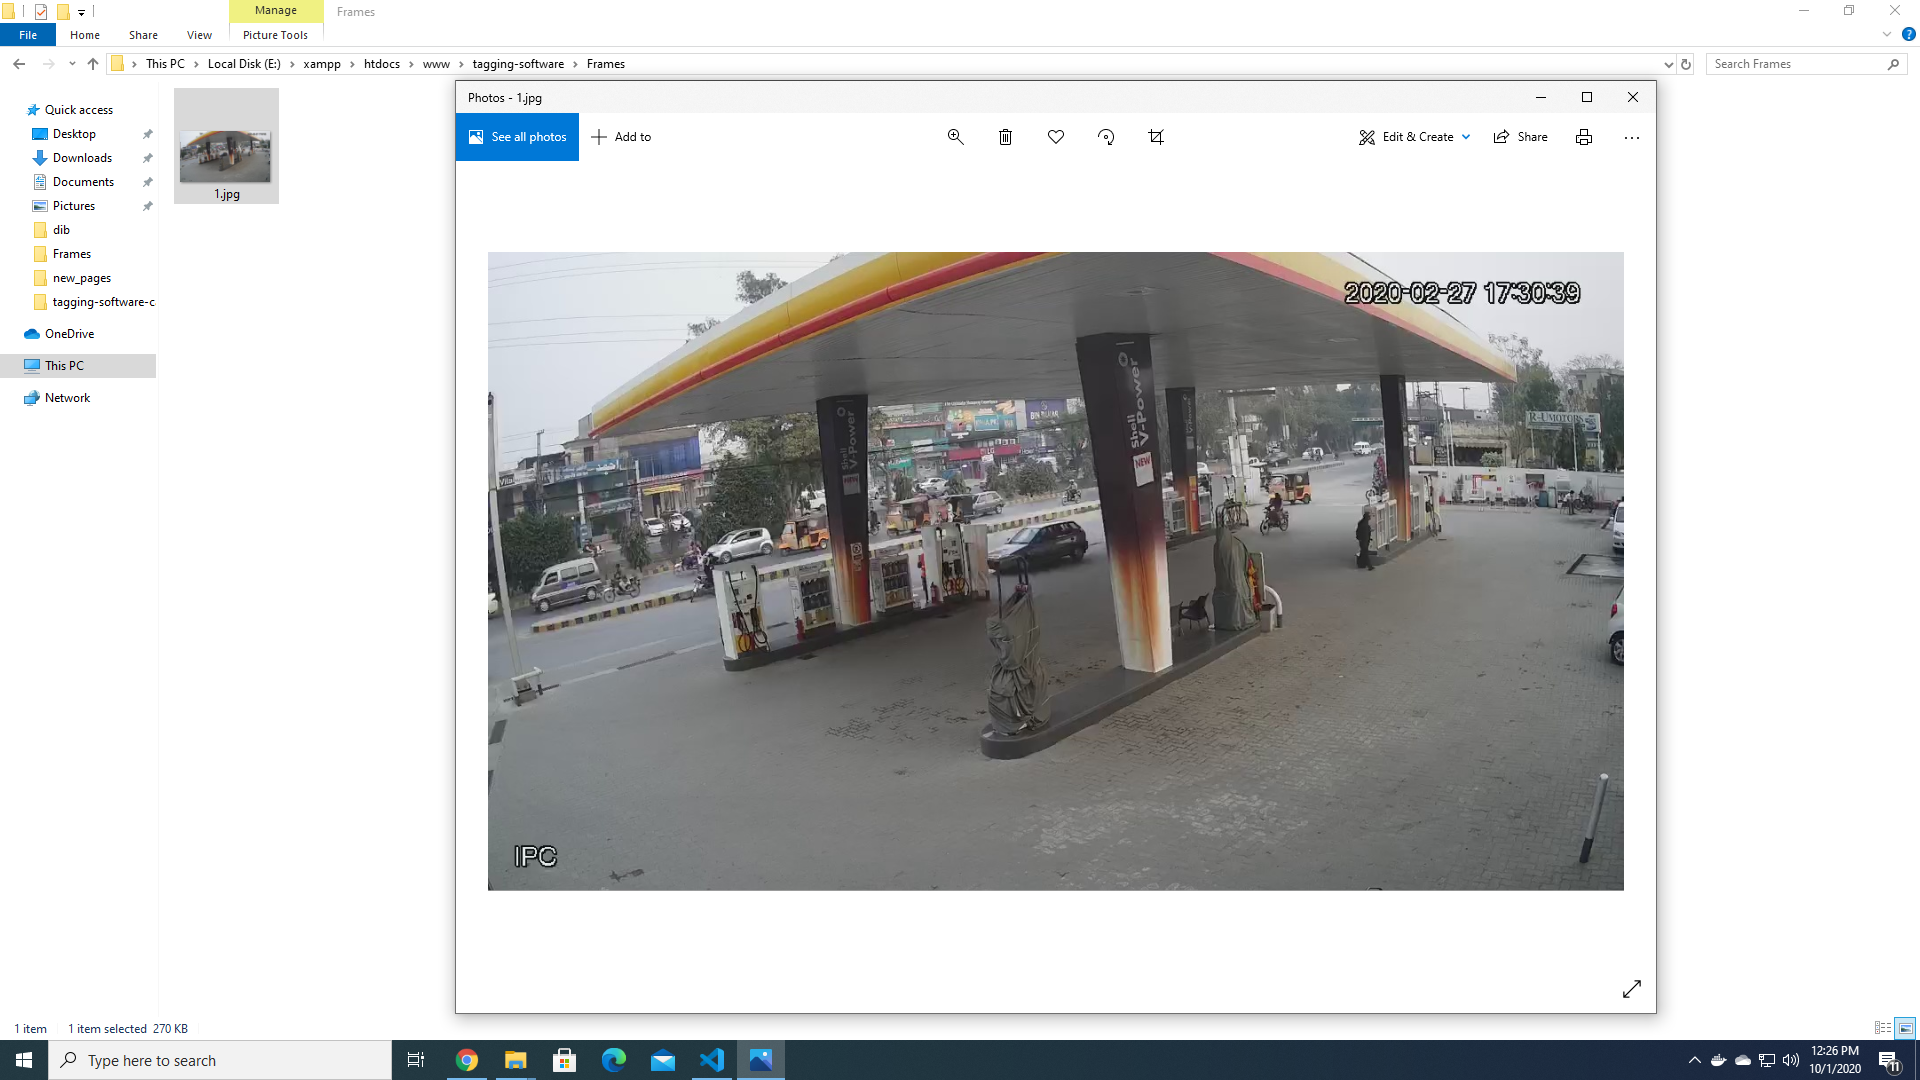 Manage
Frames
File
Home
Share
View
Picture Tools
This PC
Local Disk (E:)
xampp
htdocs
www
tagging-software
Frames
Search Frames
Quick access
Desktop
Downloads
Documents
Pictures
dib
Frames
new_pages
tagging-software-c
OneDrive
This PC
Network
1.jpg
Photos - 1.jpg
See all photos
Add to
Edit & Create
Share
2020-02-27 17:30:39
Shell
V-Power
NEW
Shell
V-Power
NEW
R-U MOTORS
IPC
1 item
1 item selected 270 KB
Type here to search
12:26 PM
10/1/2020
11